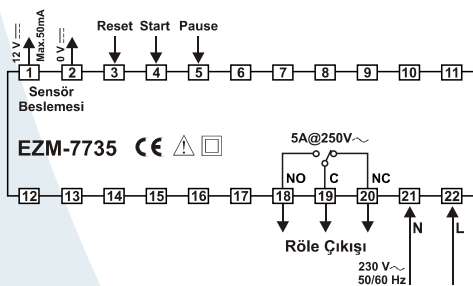 12 V
Max.50mA
0 V
Reset Start Pause
1 2 3 4 5 6 7 8 9 10 11
Sensör
Beslemesi
EZM-7735 CE
5A@250V
NO C NC
12 13 14 15 16 17 18 19 20 21 22
N L
Röle Çıkışı
230 V
50/60 Hz